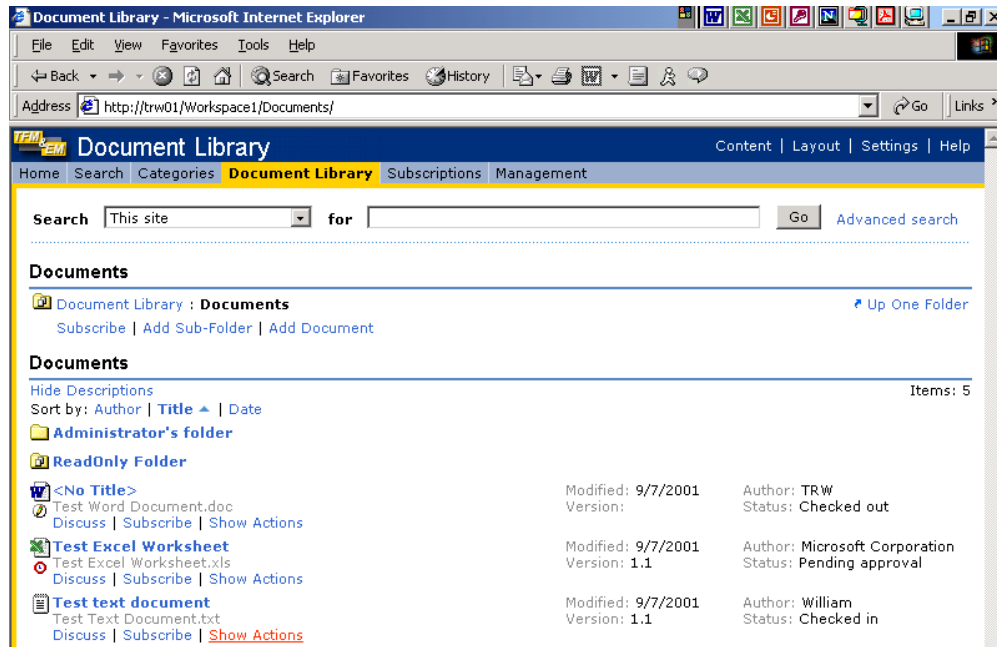 Document Library - Microsoft Internet Explorer
File Edit View Favorites Tools Help
Back Search Favorites History
Address http://trw01/Workspace1/Documents/ Go Links
TFM & EM Document Library Content | Layout | Settings | Help
Home Search Categories Document Library Subscriptions Management
Search This site for Go Advanced search
Documents
Document Library : Documents Up One Folder
Subscribe | Add Sub-Folder | Add Document
Documents
Hide Descriptions Items: 5
Sort by: Author | Title | Date
Administrator's folder
ReadOnly Folder
<No Title> Modified: 9/7/2001 Author: TRW
Test Word Document.doc Version: Status: Checked out
Discuss | Subscribe | Show Actions
Test Excel Worksheet Modified: 9/7/2001 Author: Microsoft Corporation
Test Excel Worksheet.xls Version: 1.1 Status: Pending approval
Discuss | Subscribe | Show Actions
Test text document Modified: 9/7/2001 Author: William
Test Text Document.txt Version: 1.1 Status: Checked in
Discuss | Subscribe | Show Actions